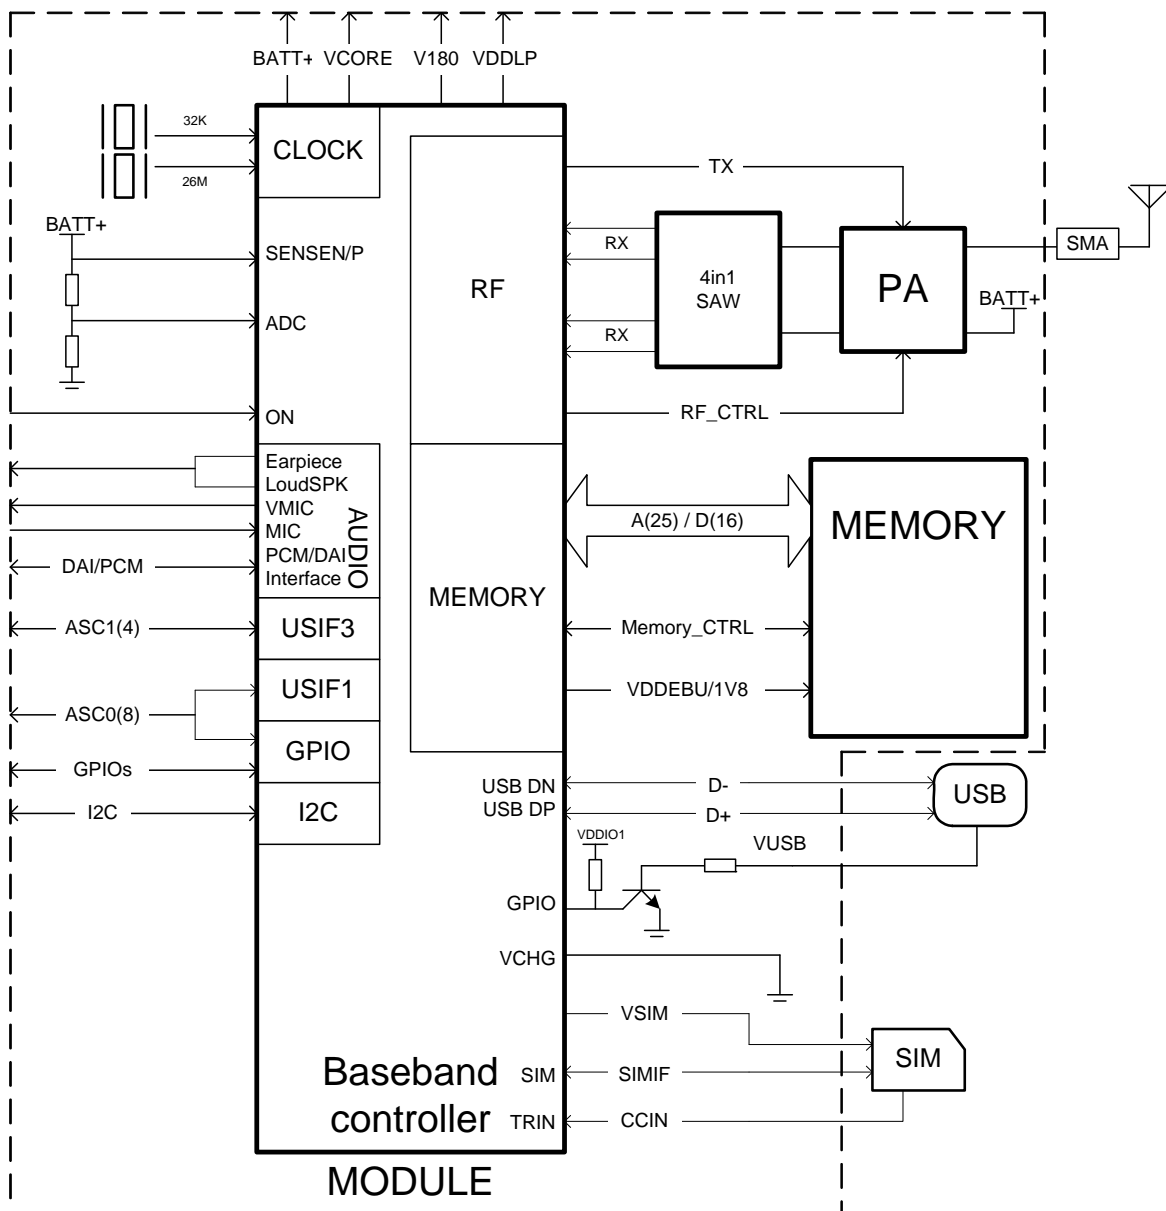 BATT+ VCORE V180 VDDLP
32K
CLOCK
26M
TX
BATT+
SENSEN/P
ADC
ON
RF
RX
RX
4in1
SAW
PA
SMA
BATT+
RF_CTRL
Earpiece
LoudSPK
VMIC
MIC
PCM/DAI
Interface
AUDIO
DAI/PCM
ASC1(4)
USIF3
USIF1
ASC0(8)
GPIO
GPIOs
I2C
I2C
MEMORY
A(25) / D(16)
MEMORY
Memory_CTRL
VDDEBU/1V8
USB DN
D-
USB DP
D+
USB
VDDIO1
VUSB
GPIO
VCHG
VSIM
SIM
SIMIF
SIM
TRIN
CCIN
Baseband
controller
MODULE